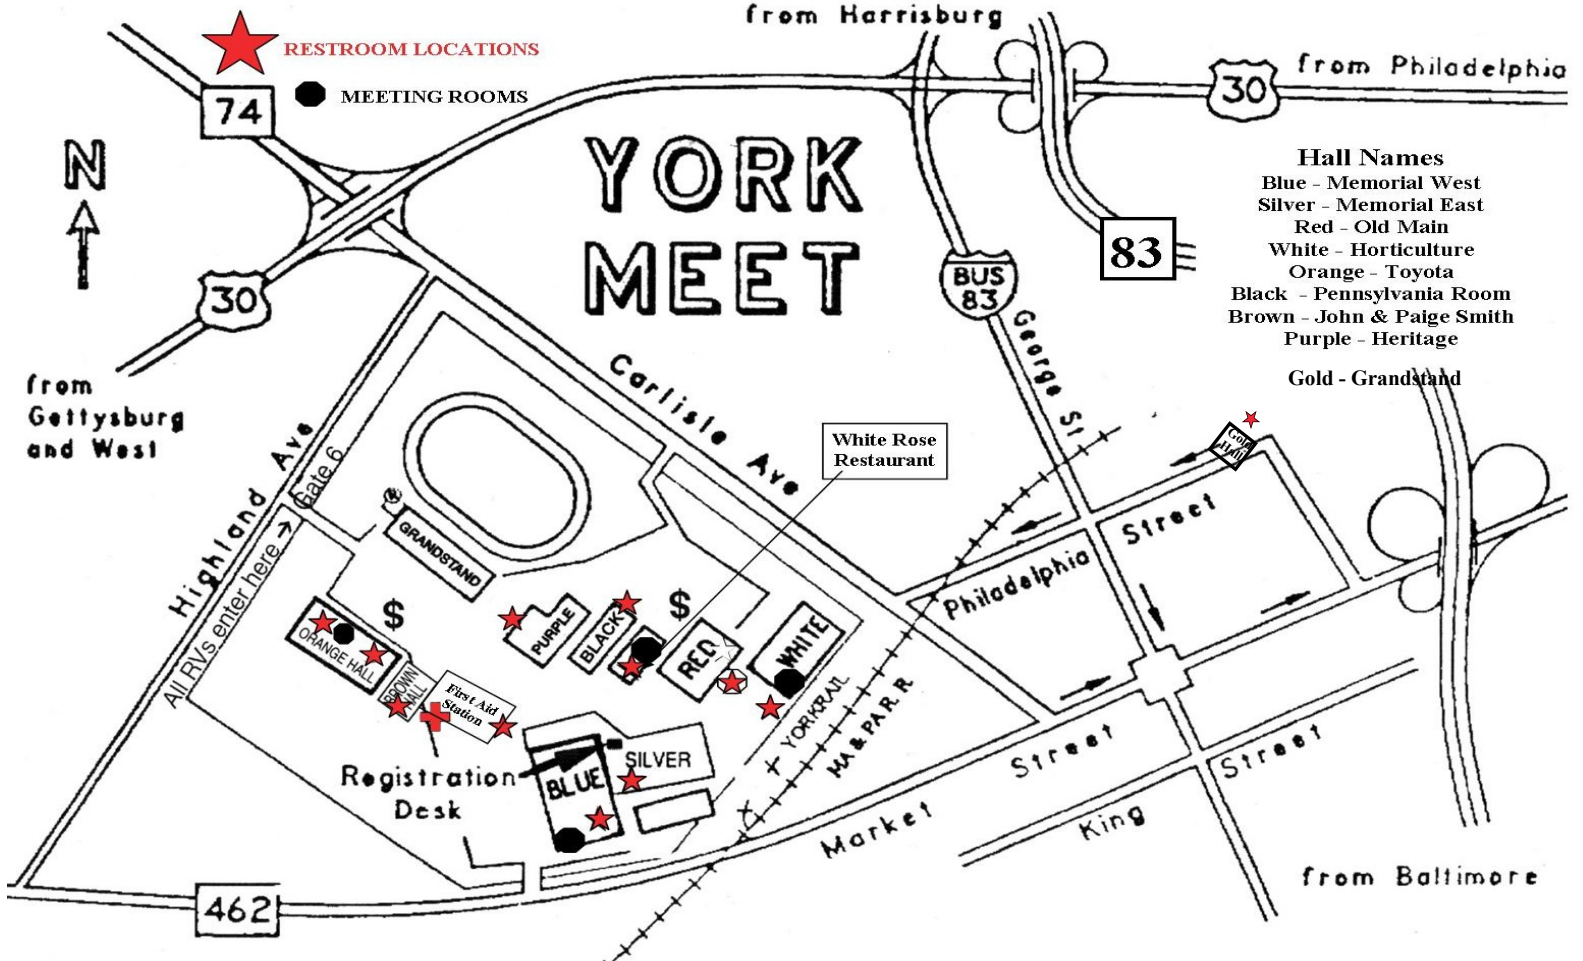 from Harrisburg
RESTROOM LOCATIONS
MEETING ROOMS
74
30
from Philadelphia
N
YORK
MEET
Hall Names
Blue - Memorial West
Silver - Memorial East
Red - Old Main
White - Horticulture
Orange - Toyota
Black - Pennsylvania Room
Brown - John & Paige Smith
Purple - Heritage
Gold - Grandstand
83
BUS
83
30
from
Gettysburg
and West
George St
Carlisle Ave
White Rose
Restaurant
Highland Ave
Gate 6
All RVs enter here
Gold
Hall
GRANDSTAND
Philadelphia Street
$
$
ORANGE HALL
BROWN
HALL
First Aid
Station
PURPLE
BLACK
RED
WHITE
YORKRAIL
MA & PA R.R
Registration
Desk
BLUE
SILVER
Market Street
King Street
462
from Baltimore